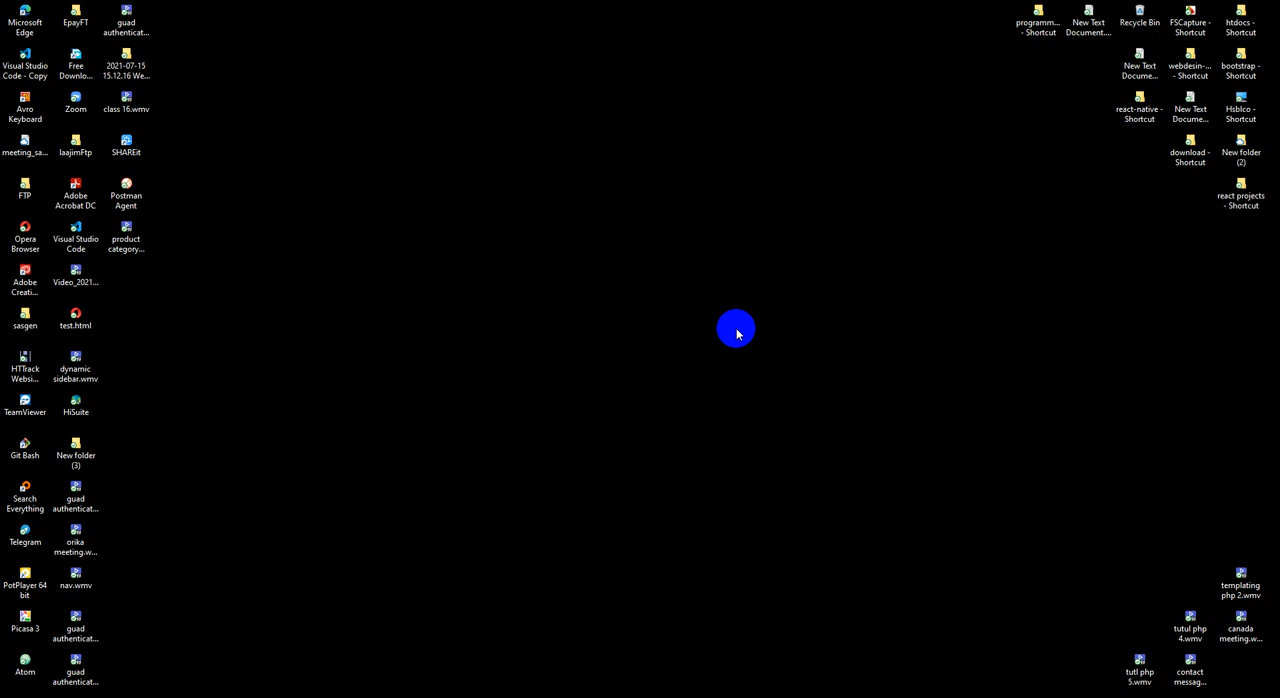 Microsoft
Edge
EpayFT
guad
authenticat...
Visual Studio
Code - Copy
Free
Downlo...
2021-07-15
15.12.16 We...
Avro
Keyboard
Zoom
class 16.wmv
meeting_sa...
laajimFtp
SHAREit
FTP
Adobe
Acrobat DC
Postman
Agent
Opera
Browser
Visual Studio
Code
product
category...
Adobe
Creati...
Video_2021...
sasgen
test.html
HTTrack
Websi...
dynamic
sidebar.wmv
TeamViewer
HiSuite
Git Bash
New folder
(3)
Search
Everything
guad
authenticat...
Telegram
orika
meeting.w...
PotPlayer 64
bit
nav.wmv
Picasa 3
guad
authenticat...
Atom
guad
authenticat...
programm...
- Shortcut
New Text
Document....
Recycle Bin
FSCapture -
Shortcut
htdocs -
Shortcut
New Text
Docume...
webdesin-...
- Shortcut
bootstrap -
Shortcut
react-native -
Shortcut
New Text
Docume...
Hsblco -
Shortcut
download -
Shortcut
New folder
(2)
react projects
- Shortcut
templating
php 2.wmv
tutul php
4.wmv
canada
meeting.w...
tutl php
5.wmv
contact
messag...